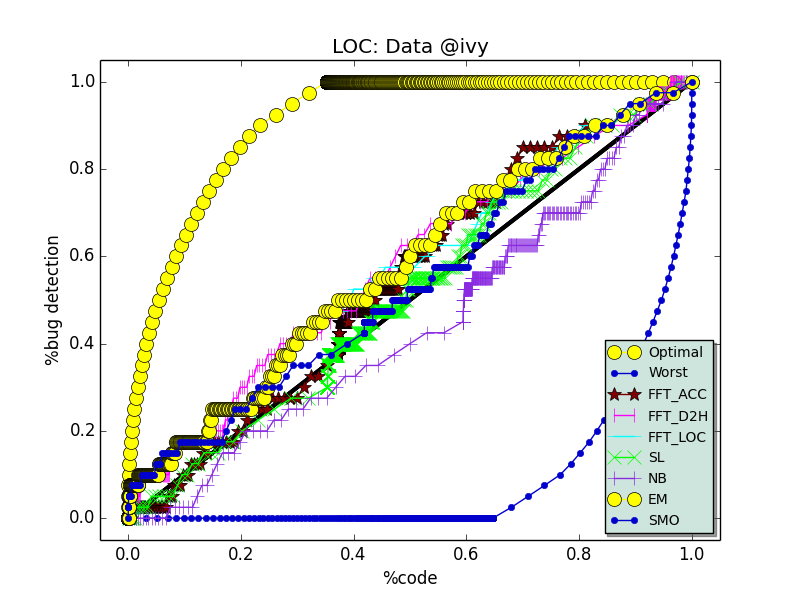 LOC: Data @ivy
1.0
0.8
0.6
0.4
0.2
0.0
%bug detection
0.0
0.2
0.4
0.6
0.8
1.0
%code
Optimal
Worst
FFT_ACC
FFT_D2H
FFT_LOC
SL
NB
EM
SMO